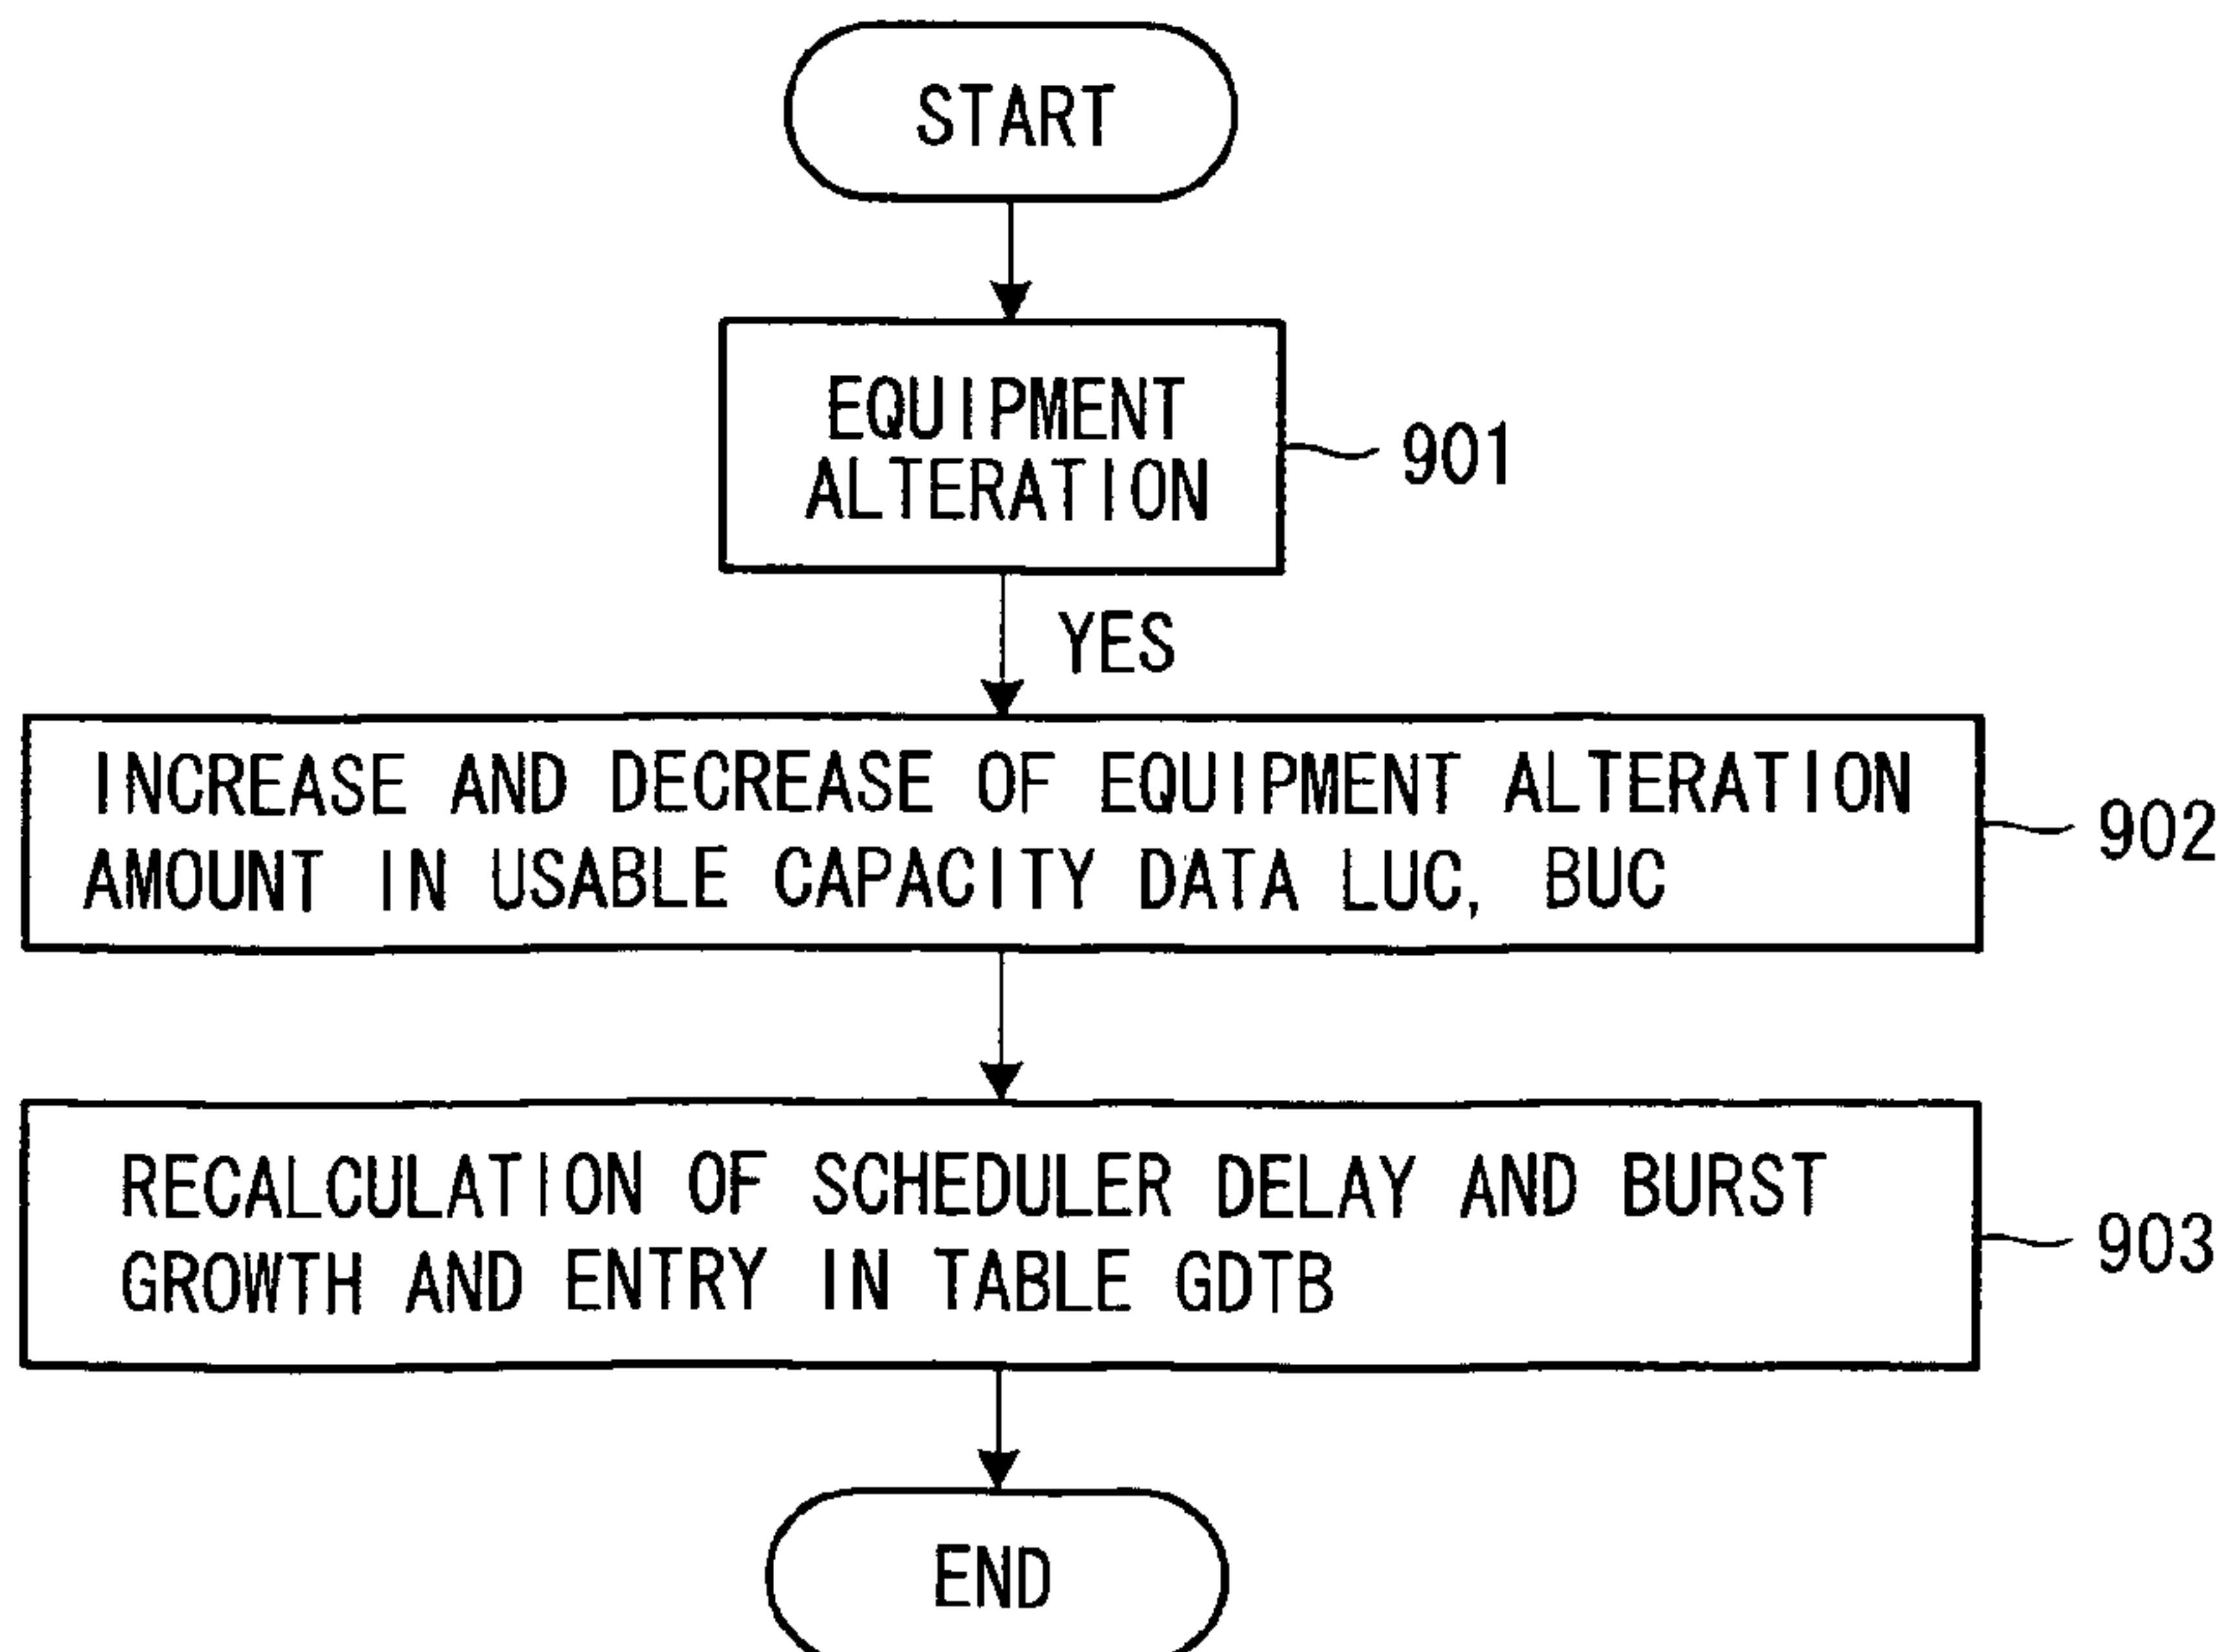 START
EQUIPMENT
ALTERATION
901
YES
INCREASE AND DECREASE OF EQUIPMENT ALTERATION
AMOUNT IN USABLE CAPACITY DATA LUC, BUC
902
RECALCULATION OF SCHEDULER DELAY AND BURST
GROWTH AND ENTRY IN TABLE GDTB
903
END